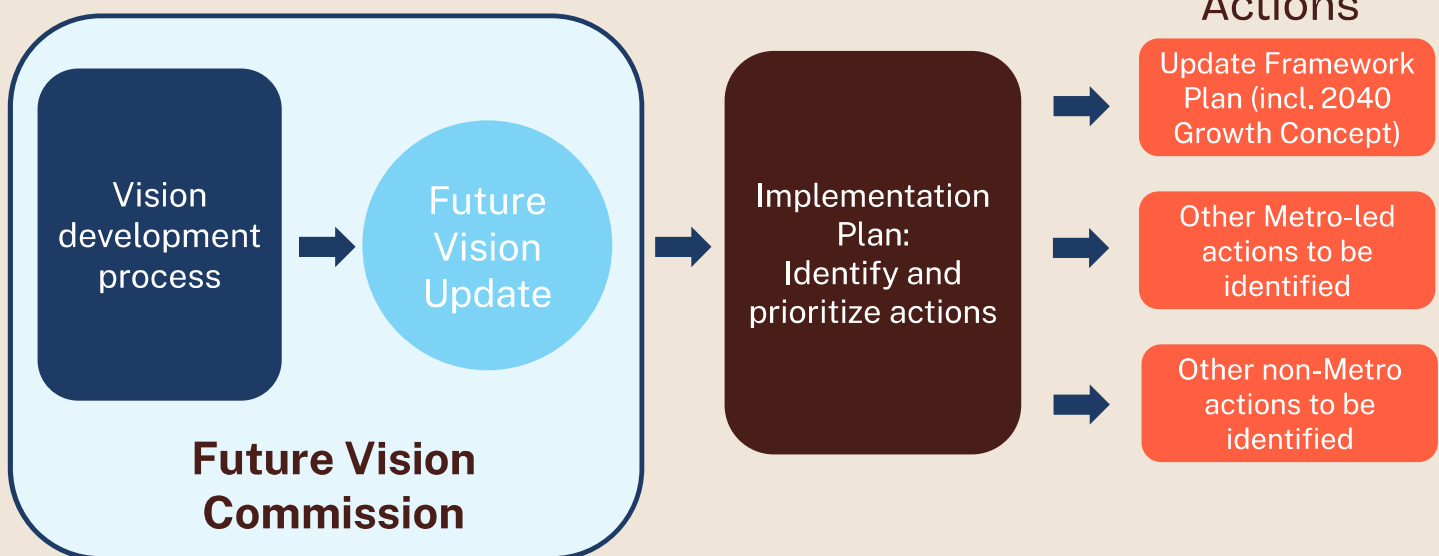 Vision
development
process
Future
Vision
Update
Future Vision
Commission
Implementation
Plan:
Identify and
prioritize actions
Actions
Update Framework
Plan (incl. 2040
Growth Concept)
Other Metro-led
actions to be
identified
Other non-Metro
actions to be
identified